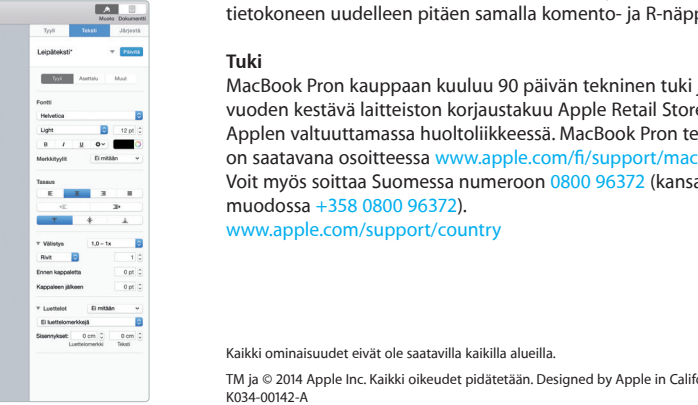 Muoto Dokumentti
Tyyli Teksti Järjestä
Leipäteksti* Päivitä
Tyyli Asettelu Muut
Fontti
Helvetica
Light 12 pt
B I U
Merkkityylit Ei mitään
Tasaus
Välistys 1,0 – 1x
Rivit 1
Ennen kappaletta 0 pt
Kappaleen jälkeen 0 pt
Luettelot Ei mitään
Ei luettelomerkkejä
Sisennykset: 0 cm 0 cm
Luettelomerkki Teksti
tietokoneen uudelleen pitäen samalla komento- ja R-näpp
Tuki
MacBook Pron kauppaan kuuluu 90 päivän tekninen tuki j
vuoden kestävä laitteiston korjaustakuu Apple Retail Store
Applen valtuuttamassa huoltoliikkeessä. MacBook Pron te
on saatavana osoitteessa www.apple.com/fi/support/mac
Voit myös soittaa Suomessa numeroon 0800 96372 (kansa
muodossa +358 0800 96372).
www.apple.com/support/country
Kaikki ominaisuudet eivät ole saatavilla kaikilla alueilla.
TM ja © 2014 Apple Inc. Kaikki oikeudet pidätetään. Designed by Apple in Califo
K034-00142-A